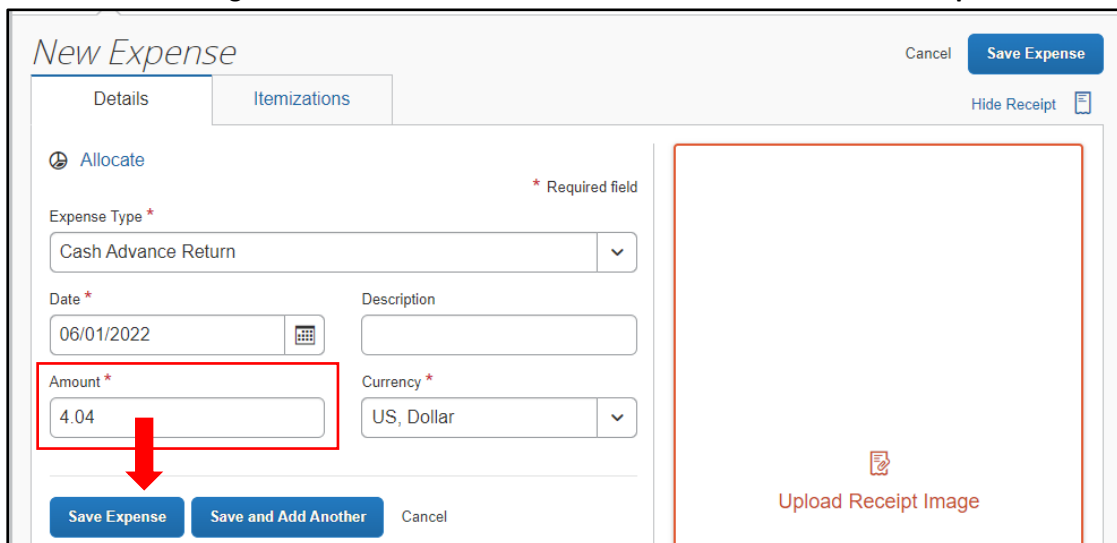 New Expense
Cancel
Save Expense
Details
Itemizations
Hide Receipt
Allocate
* Required field
Expense Type *
Cash Advance Return
Date *
Description
06/01/2022
Amount *
Currency *
4.04
US, Dollar
Upload Receipt Image
Save Expense
Save and Add Another
Cancel